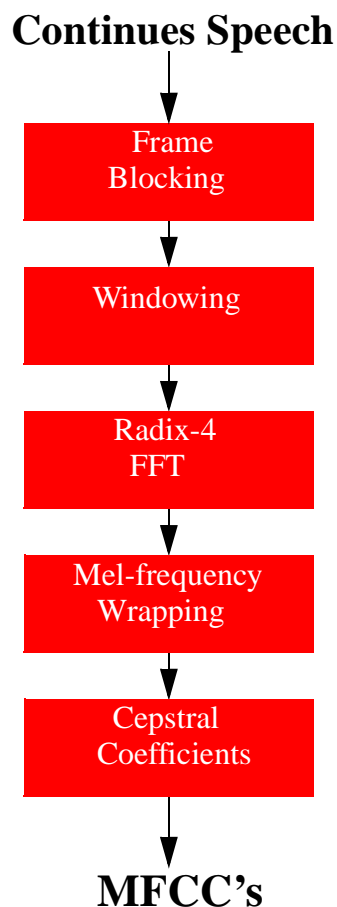 Continues Speech
Frame
Blocking
Windowing
Radix-4
FFT
Mel-frequency
Wrapping
Cepstral
Coefficients
MFCC's